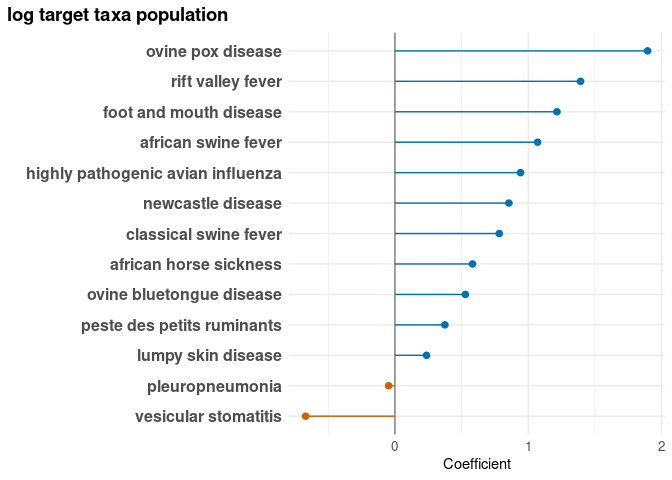 log target taxa population
ovine pox disease
rift valley fever
foot and mouth disease
african swine fever
highly pathogenic avian influenza
newcastle disease
classical swine fever
african horse sickness
ovine bluetongue disease
peste des petits ruminants
lumpy skin disease
pleuropneumonia
vesicular stomatitis
0 1 2
Coefficient